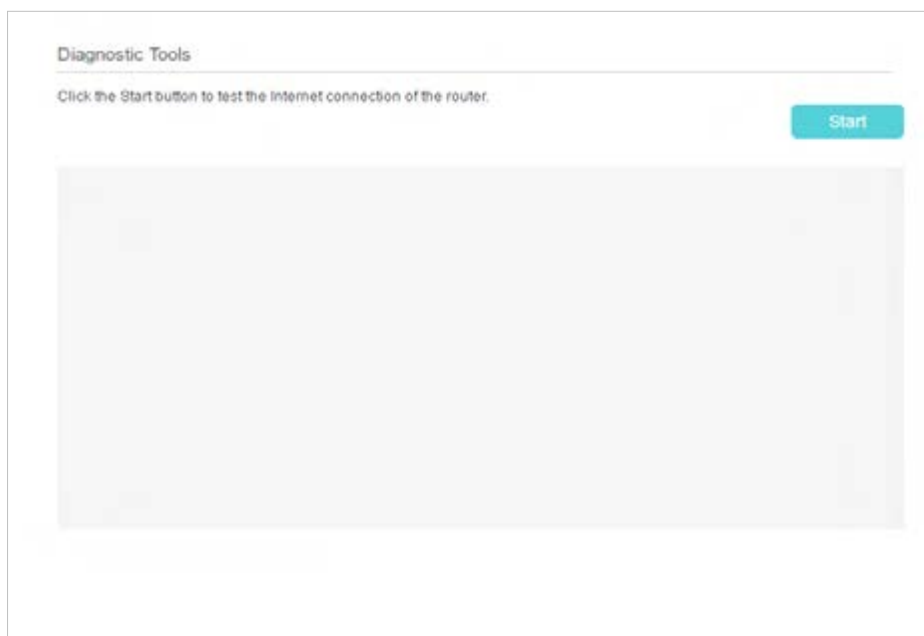 Diagnostic Tools
Click the Start button to test the Internet connection of the router.
Start